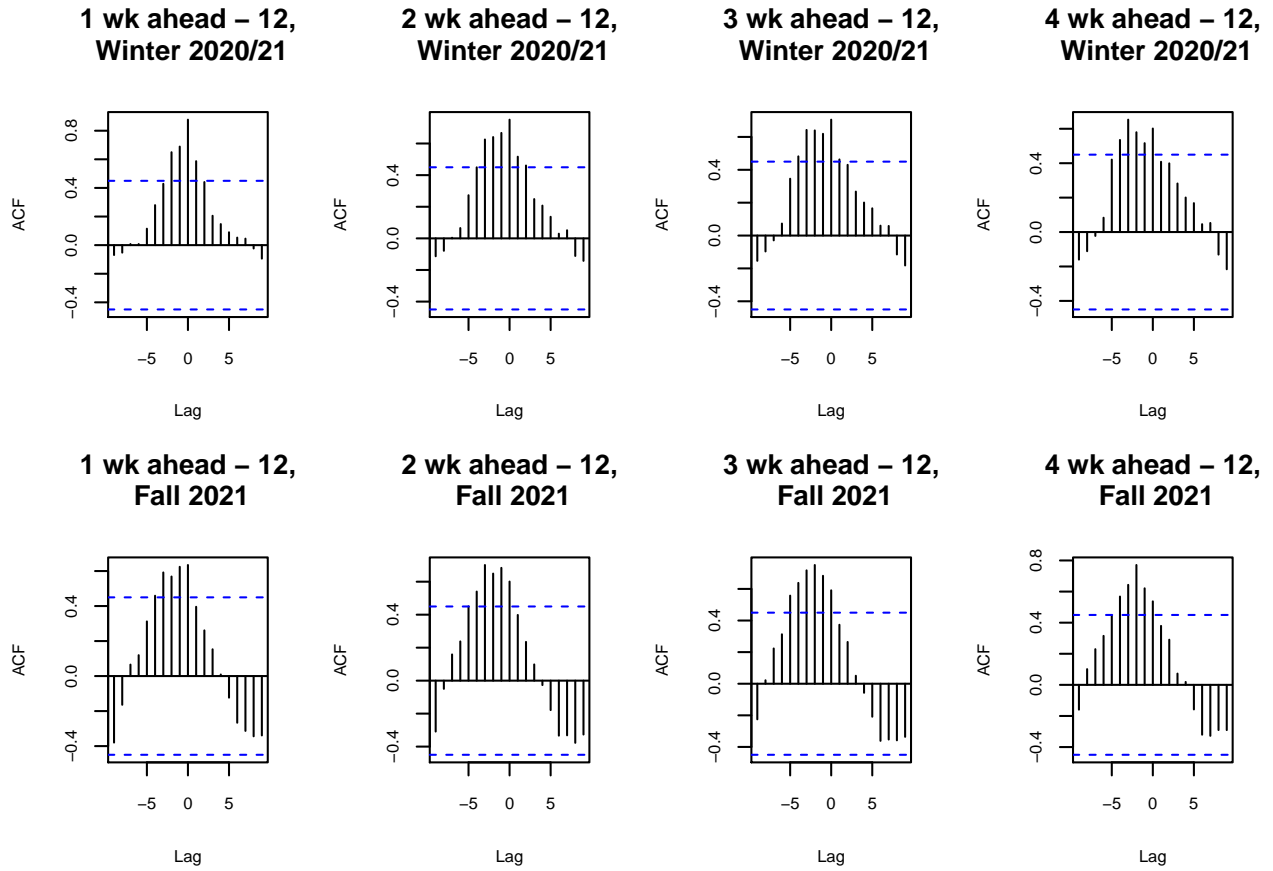 1 wk ahead − 12,
Winter 2020/21
2 wk ahead − 12,
Winter 2020/21
3 wk ahead − 12,
Winter 2020/21
4 wk ahead − 12,
Winter 2020/21
ACF
−0.4 0.0 0.4 0.8
ACF
−0.4 0.0 0.4
ACF
−0.4 0.0 0.4
ACF
−0.4 0.0 0.4
−5 0 5
−5 0 5
−5 0 5
−5 0 5
Lag
Lag
Lag
Lag
1 wk ahead − 12,
Fall 2021
2 wk ahead − 12,
Fall 2021
3 wk ahead − 12,
Fall 2021
4 wk ahead − 12,
Fall 2021
ACF
−0.4 0.0 0.4
ACF
−0.4 0.0 0.4
ACF
−0.4 0.0 0.4
ACF
−0.4 0.0 0.4 0.8
−5 0 5
−5 0 5
−5 0 5
−5 0 5
Lag
Lag
Lag
Lag